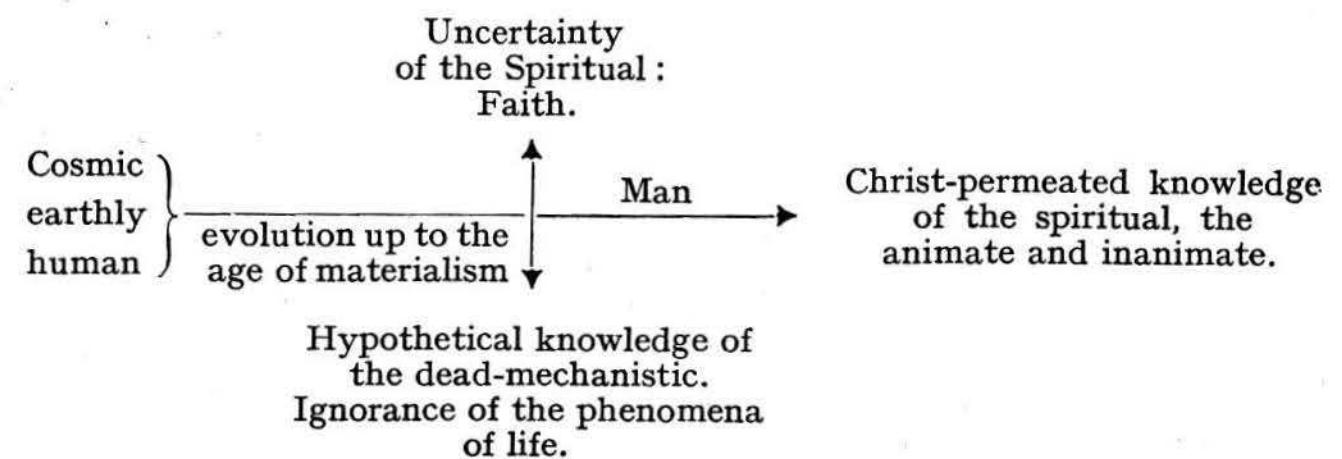 Uncertainty
of the Spiritual :
Faith.
Cosmic
earthly
human
evolution up to the
age of materialism
Man
Christ-permeated knowledge
of the spiritual, the
animate and inanimate.
Hypothetical knowledge of
the dead-mechanistic.
Ignorance of the phenomena
of life.